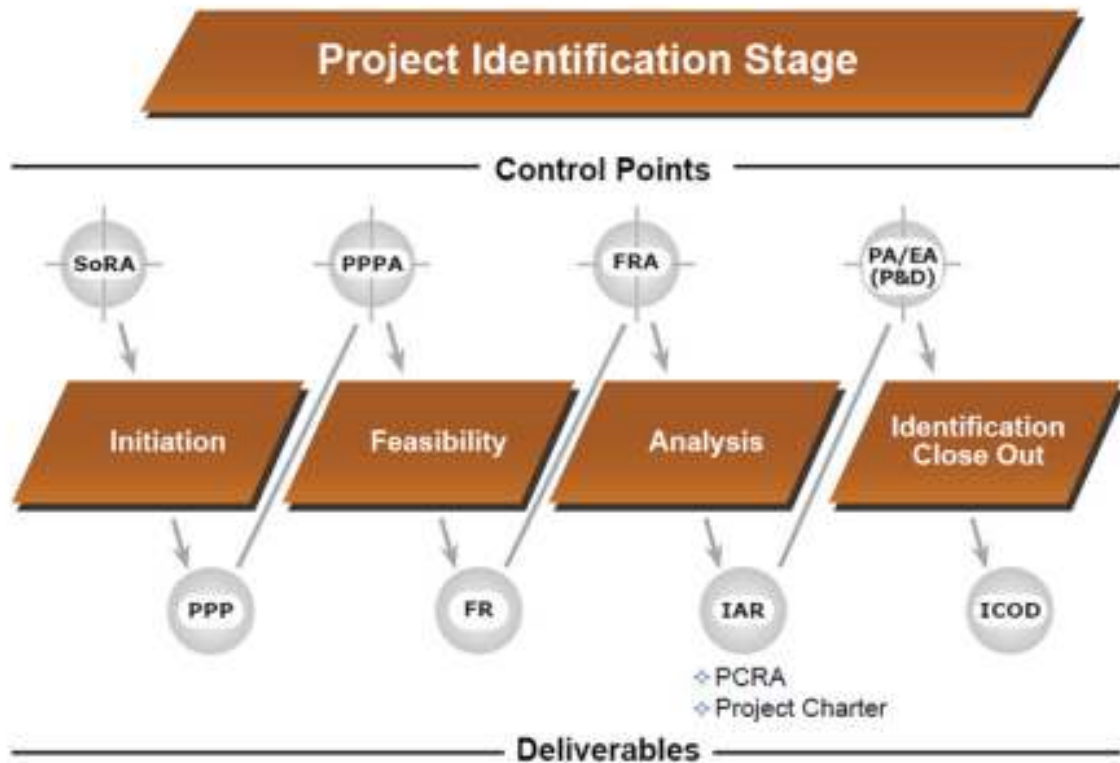 Project Identification Stage
Control Points
SoRA
PPPA
FRA
PA/EA
(P&D)
Initiation
Feasibility
Analysis
Identification
Close Out
PPP
FR
IAR
ICOD
PCRA
Project Charter
Deliverables